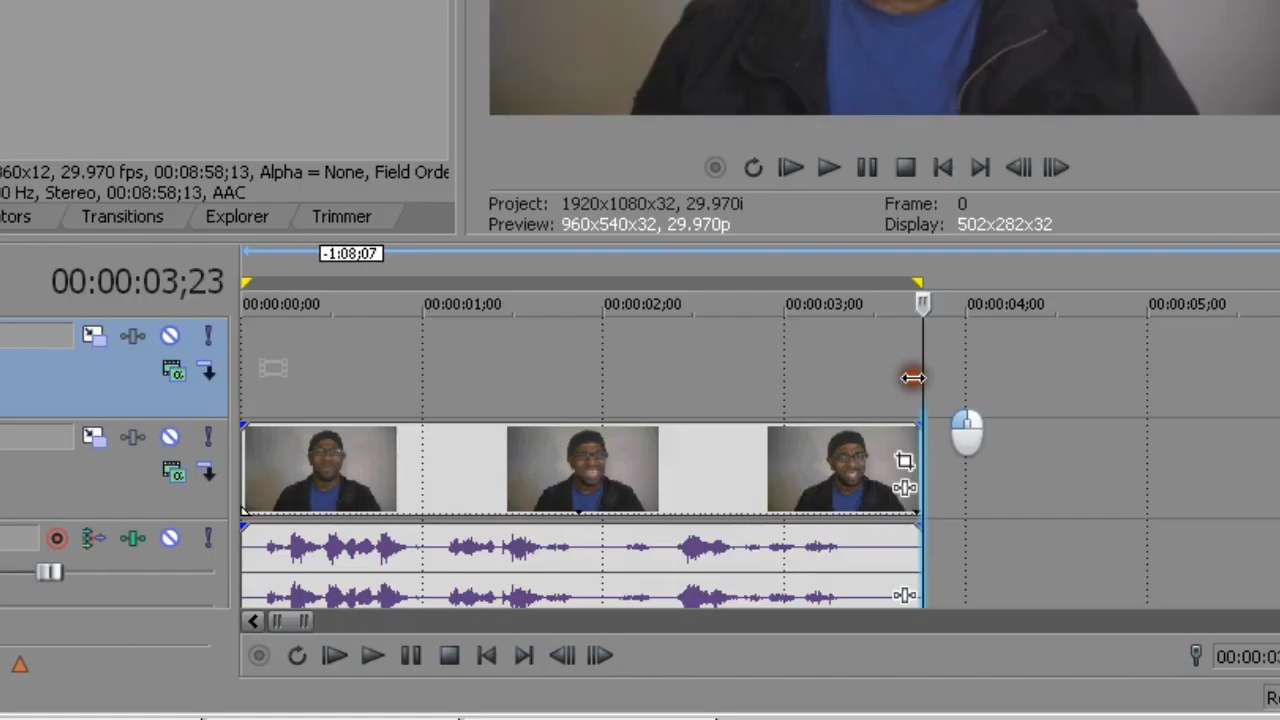 360x12, 29.970 fps, 00:08:58;13, Alpha = None, Field Orde
0 Hz, Stereo, 00:08:58;13, AAC
tors Transitions Explorer Trimmer
Project: 1920x1080x32, 29.970i Frame: 0
Preview: 960x540x32, 29.970p Display: 502x282x32
00:00:03;23
-1:08;07
00:00:00;00 00:00:01;00 00:00:02;00 00:00:03;00 00:00:04;00 00:00:05;00
00:00:03
Re